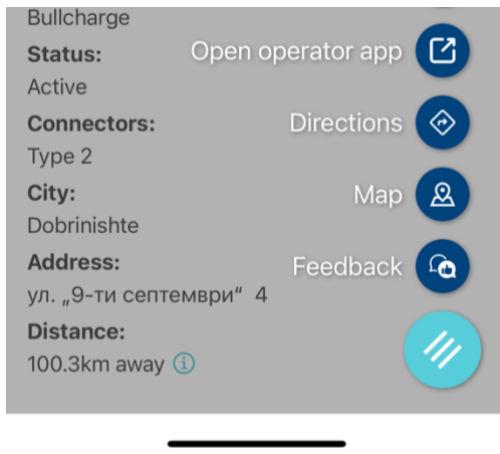 Bullcharge
Status:
Open operator app
Active
Connectors:
Directions
Type 2
City:
Map
Dobrinishte
Address:
Feedback
ул. „9-ти септември“ 4
Distance:
100.3km away